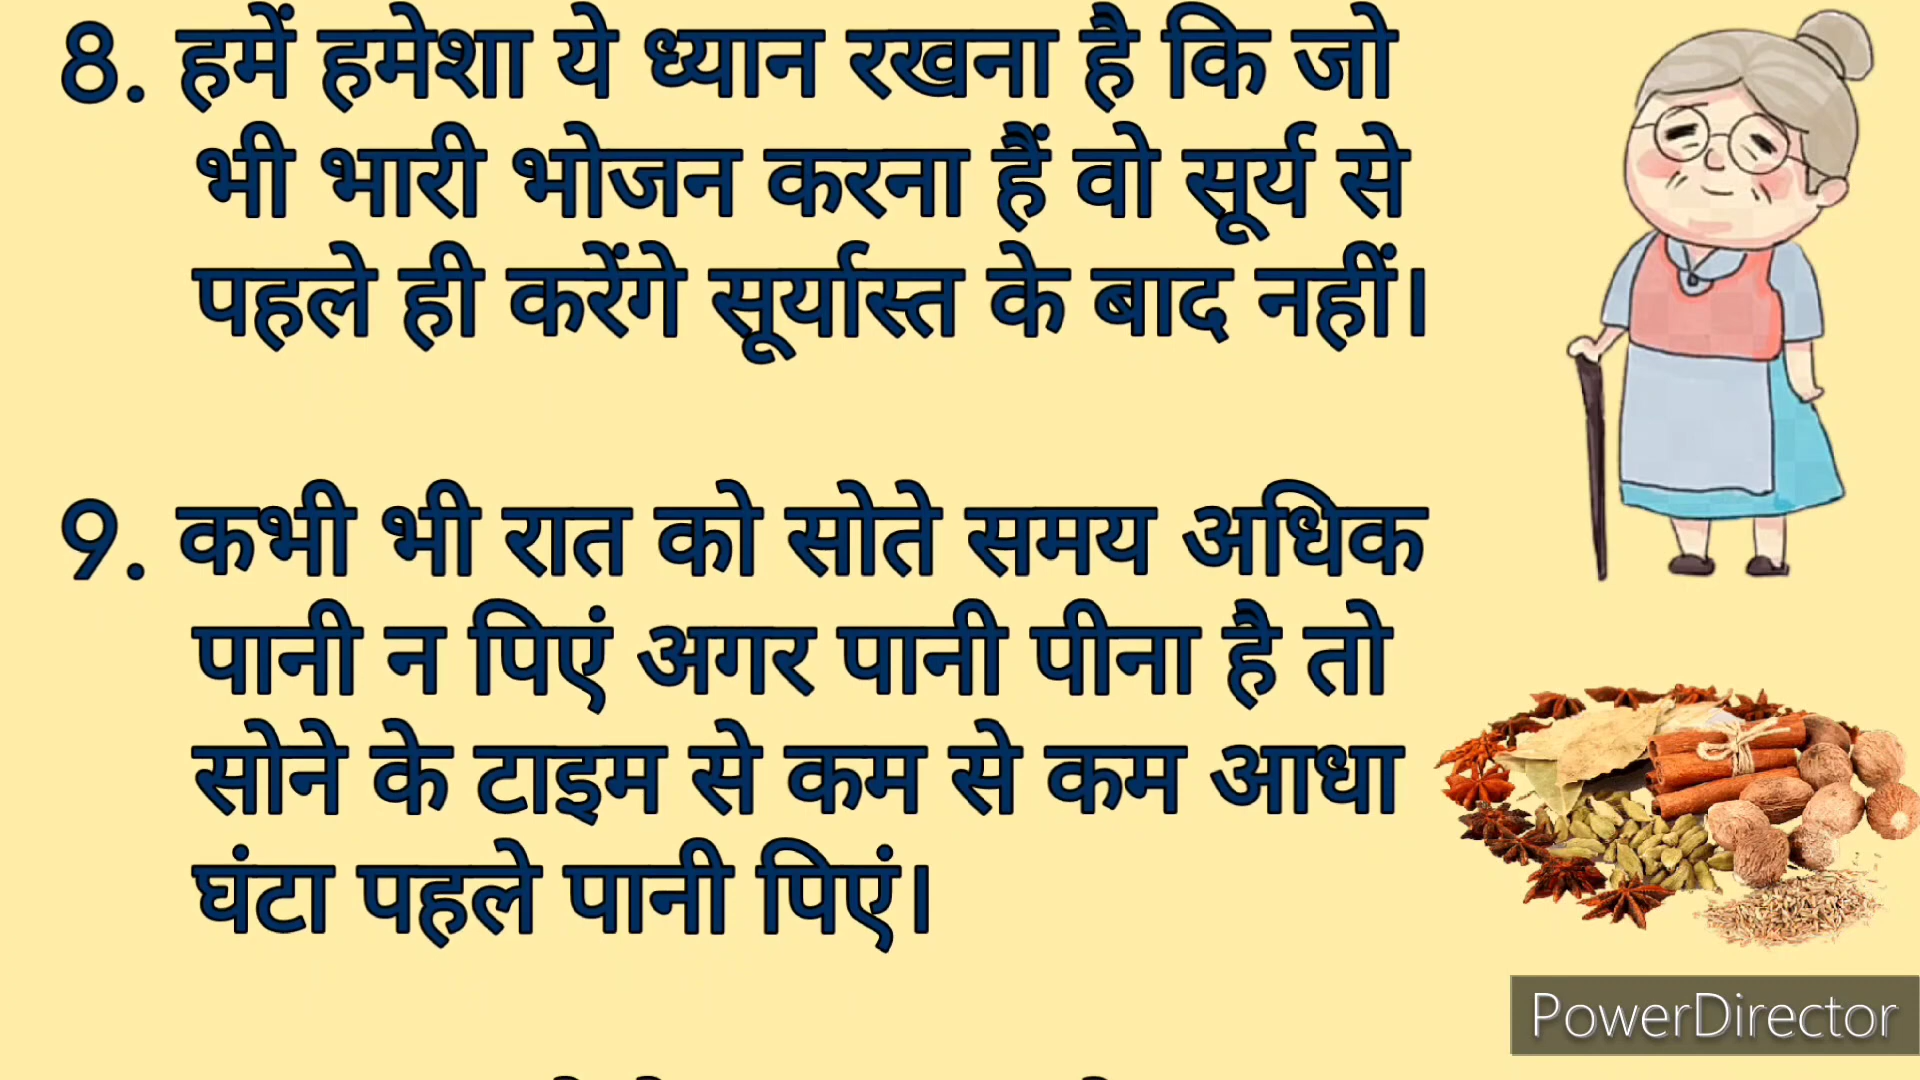 8. हमें हमेशा ये ध्यान रखना है कि जो
भी भारी भोजन करना हैं वो सूर्य से
पहले ही करेंगे सूर्यास्त के बाद नहीं।
9. कभी भी रात को सोते समय अधिक
पानी न पिएं अगर पानी पीना है तो
सोने के टाइम से कम से कम आधा
घंटा पहले पानी पिएं।
PowerDirector